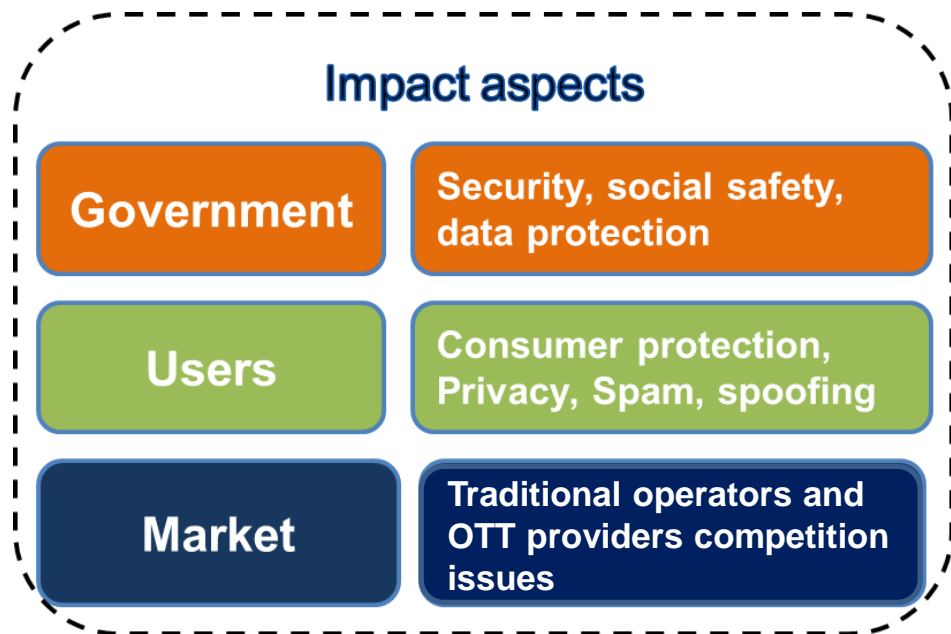 Impact aspects
Government
Security, social safety,
data protection
Users
Consumer protection,
Privacy, Spam, spoofing
Market
Traditional operators and
OTT providers competition
issues